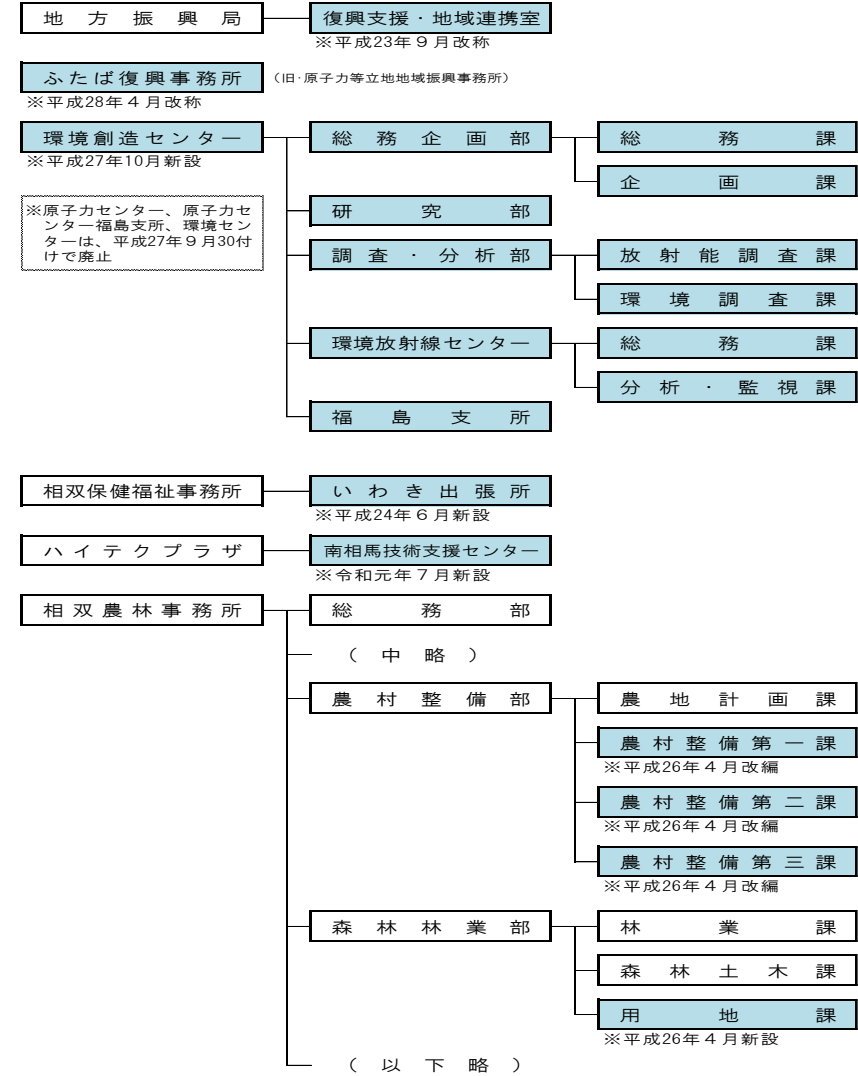 地方振興局
復興支援・地域連携室
※平成23年9月改称
ふたば復興事務所
（旧・原子力等立地地域振興事務所）
※平成28年4月改称
環境創造センター
総務企画部
総務課
※平成27年10月新設
企画課
※原子力センター、原子力セ
ンター福島支所、環境セン
ターは、平成27年9月30付
けで廃止
研究部
調査・分析部
放射能調査課
環境調査課
環境放射線センター
総務課
分析・監視課
福島支所
相双保健福祉事務所
いわき出張所
※平成24年6月新設
ハイテクプラザ
南相馬技術支援センター
※令和元年7月新設
相双農林事務所
総務部
（中略）
農村整備部
農地計画課
農村整備第一課
※平成26年4月改編
農村整備第二課
※平成26年4月改編
農村整備第三課
※平成26年4月改編
森林林業部
林業課
森林土木課
用地課
※平成26年4月新設
（以下略）